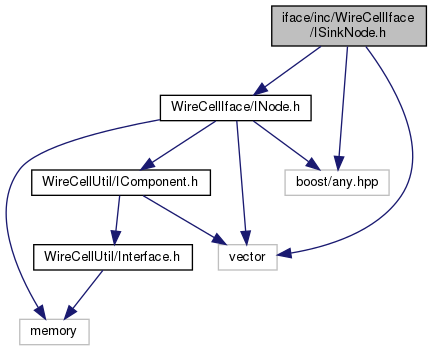 iface/inc/WireCellIface
/ISinkNode.h
WireCellIface/INode.h
WireCellUtil/IComponent.h
boost/any.hpp
WireCellUtil/Interface.h
vector
memory